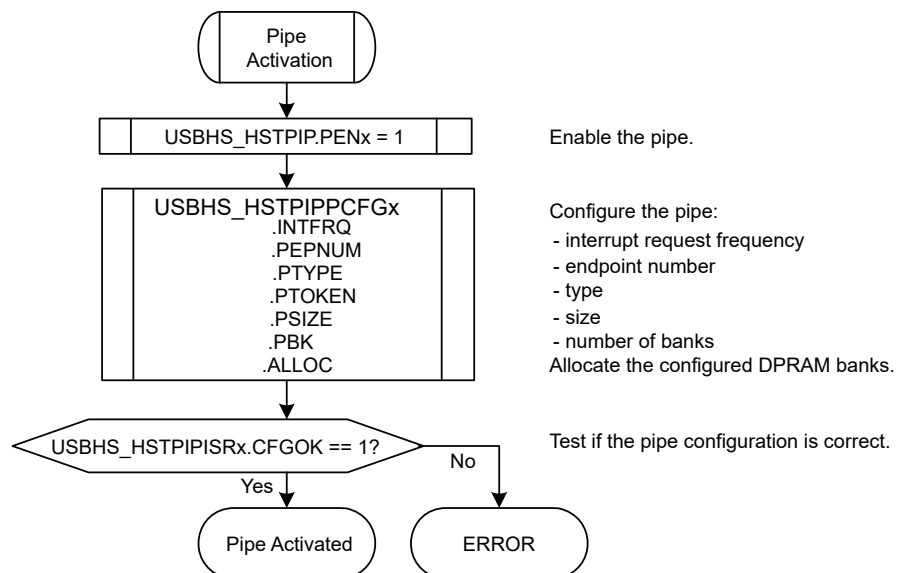 Pipe
Activation
USBHS_HSTPIP.PENx = 1
Enable the pipe.
USBHS_HSTPIPPCFGx
.INTFRQ
.PEPNUM
.PTYPE
.PTOKEN
.PSIZE
.PBK
.ALLOC
Configure the pipe:
- interrupt request frequency
- endpoint number
- type
- size
- number of banks
Allocate the configured DPRAM banks.
USBHS_HSTPIPISRx.CFGOK == 1?
Test if the pipe configuration is correct.
No
Yes
Pipe Activated
ERROR